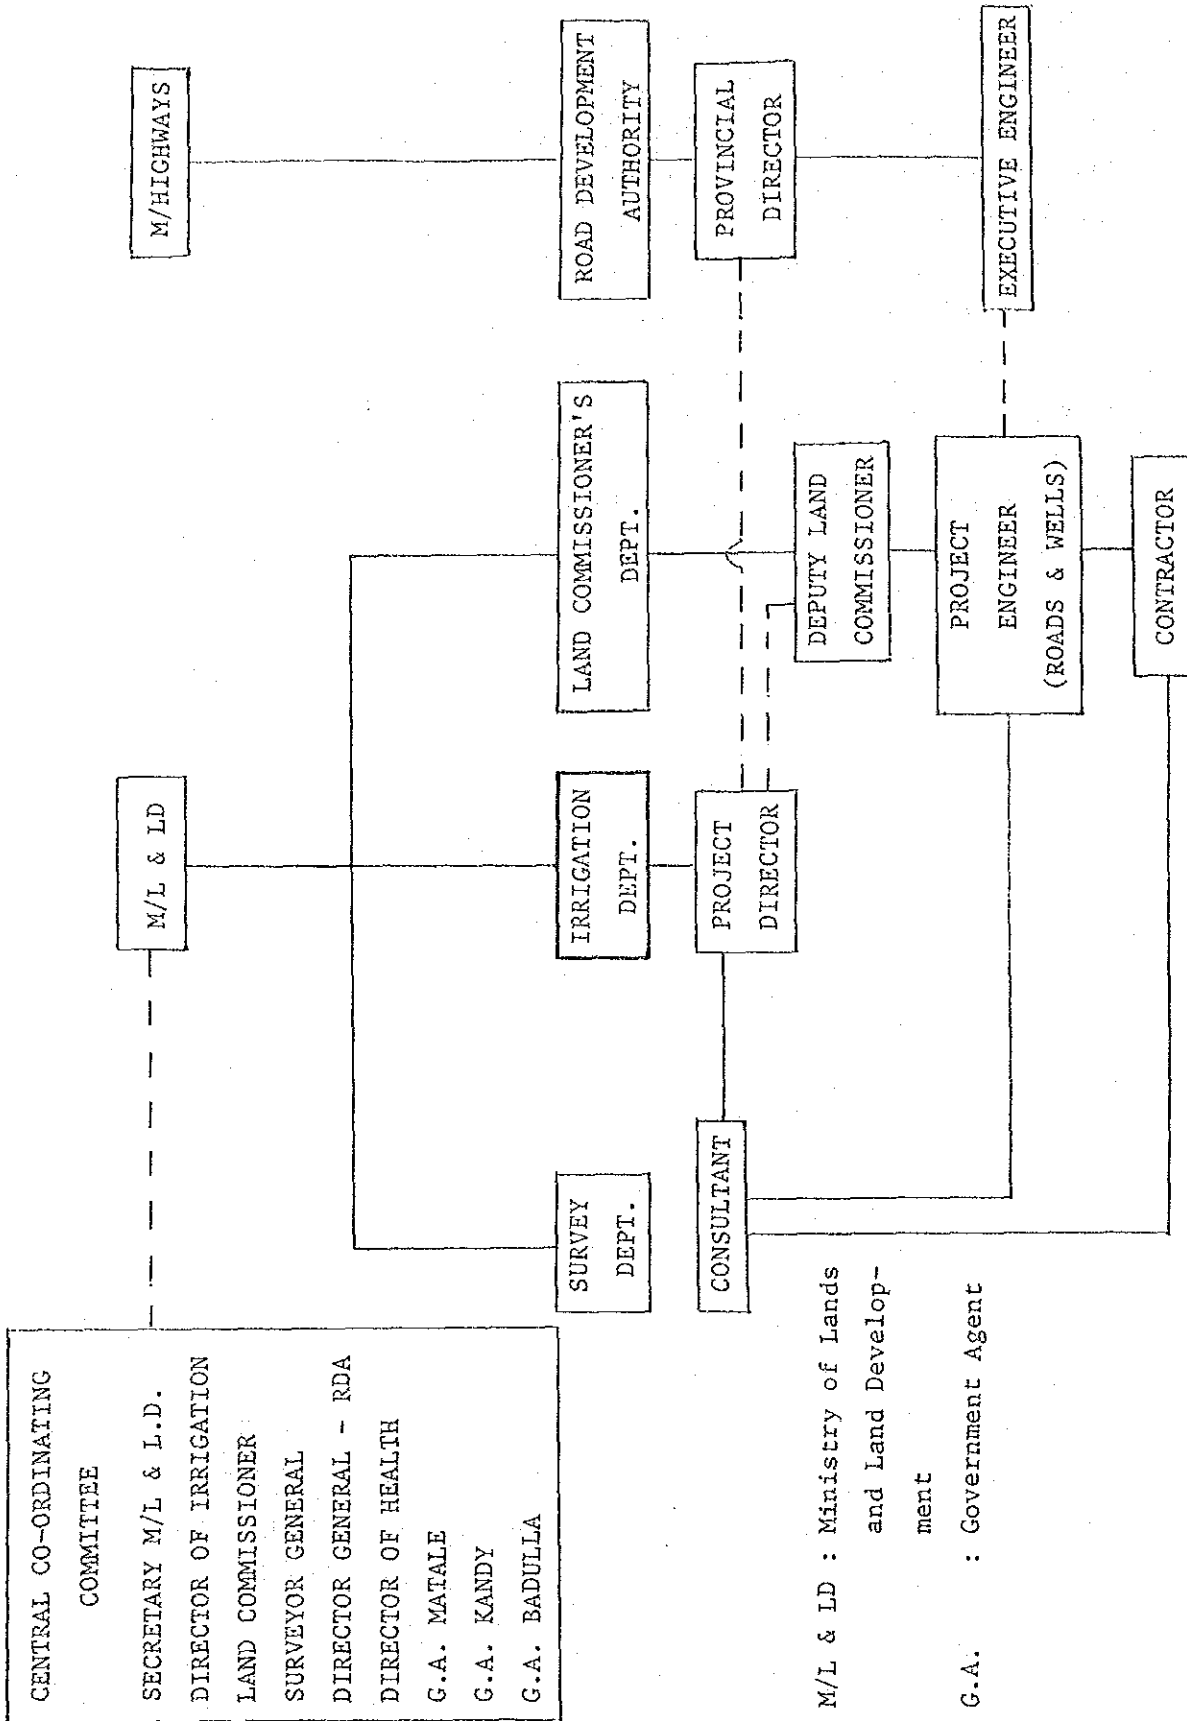 CENTRAL CO-ORDINATING
COMMITTEE
SECRETARY M/L & L.D.
DIRECTOR OF IRRIGATION
LAND COMMISSIONER
SURVEYOR GENERAL
DIRECTOR GENERAL - RDA
DIRECTOR OF HEALTH
G.A. MATALE
G.A. KANDY
G.A. BADULLA
M/L & LD
M/HIGHWAYS
SURVEY
DEPT.
IRRIGATION
DEPT.
LAND COMMISSIONER'S
DEPT.
ROAD DEVELOPMENT
AUTHORITY
CONSULTANT
PROJECT
DIRECTOR
PROVINCIAL
DIRECTOR
DEPUTY LAND
COMMISSIONER
PROJECT
ENGINEER
(ROADS & WELLS)
EXECUTIVE ENGINEER
CONTRACTOR
M/L & LD : Ministry of Lands
and Land Develop-
ment
G.A. : Government Agent